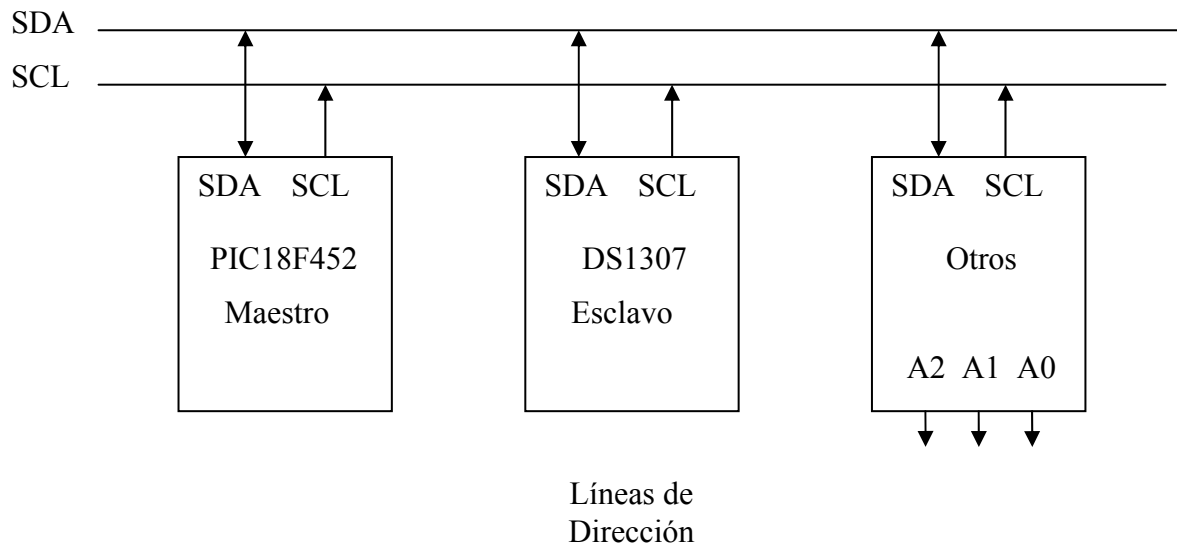 SDA
SCL
SDA SCL
PIC18F452
Maestro
SDA SCL
DS1307
Esclavo
SDA SCL
Otros
A2 A1 A0
Líneas de
Dirección